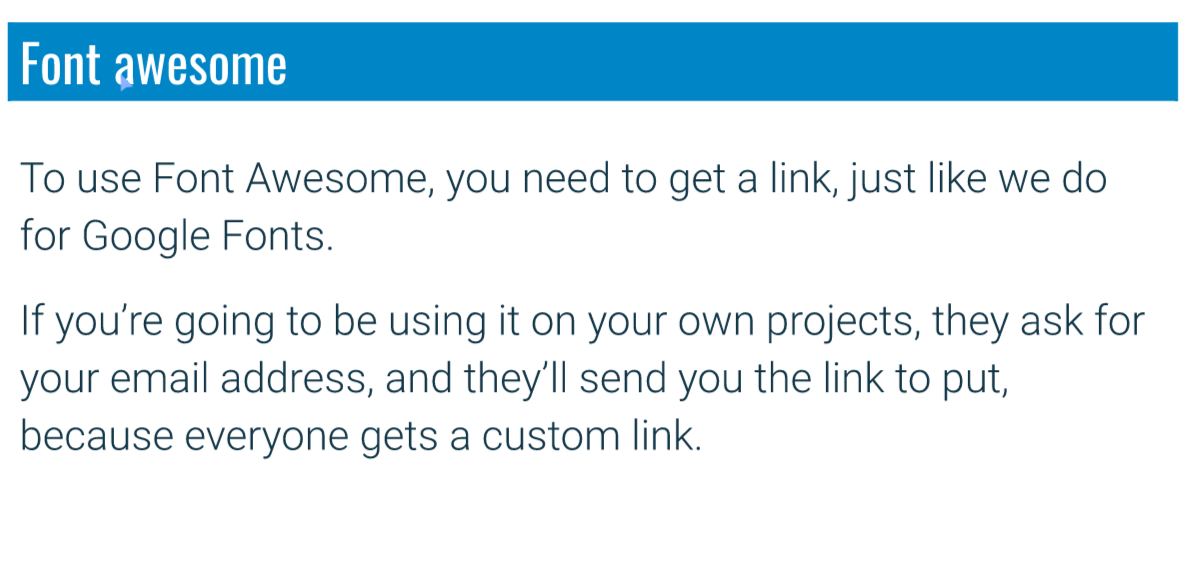 Font awesome
To use Font Awesome, you need to get a link, just like we do
for Google Fonts.
If you’re going to be using it on your own projects, they ask for
your email address, and they’ll send you the link to put,
because everyone gets a custom link.